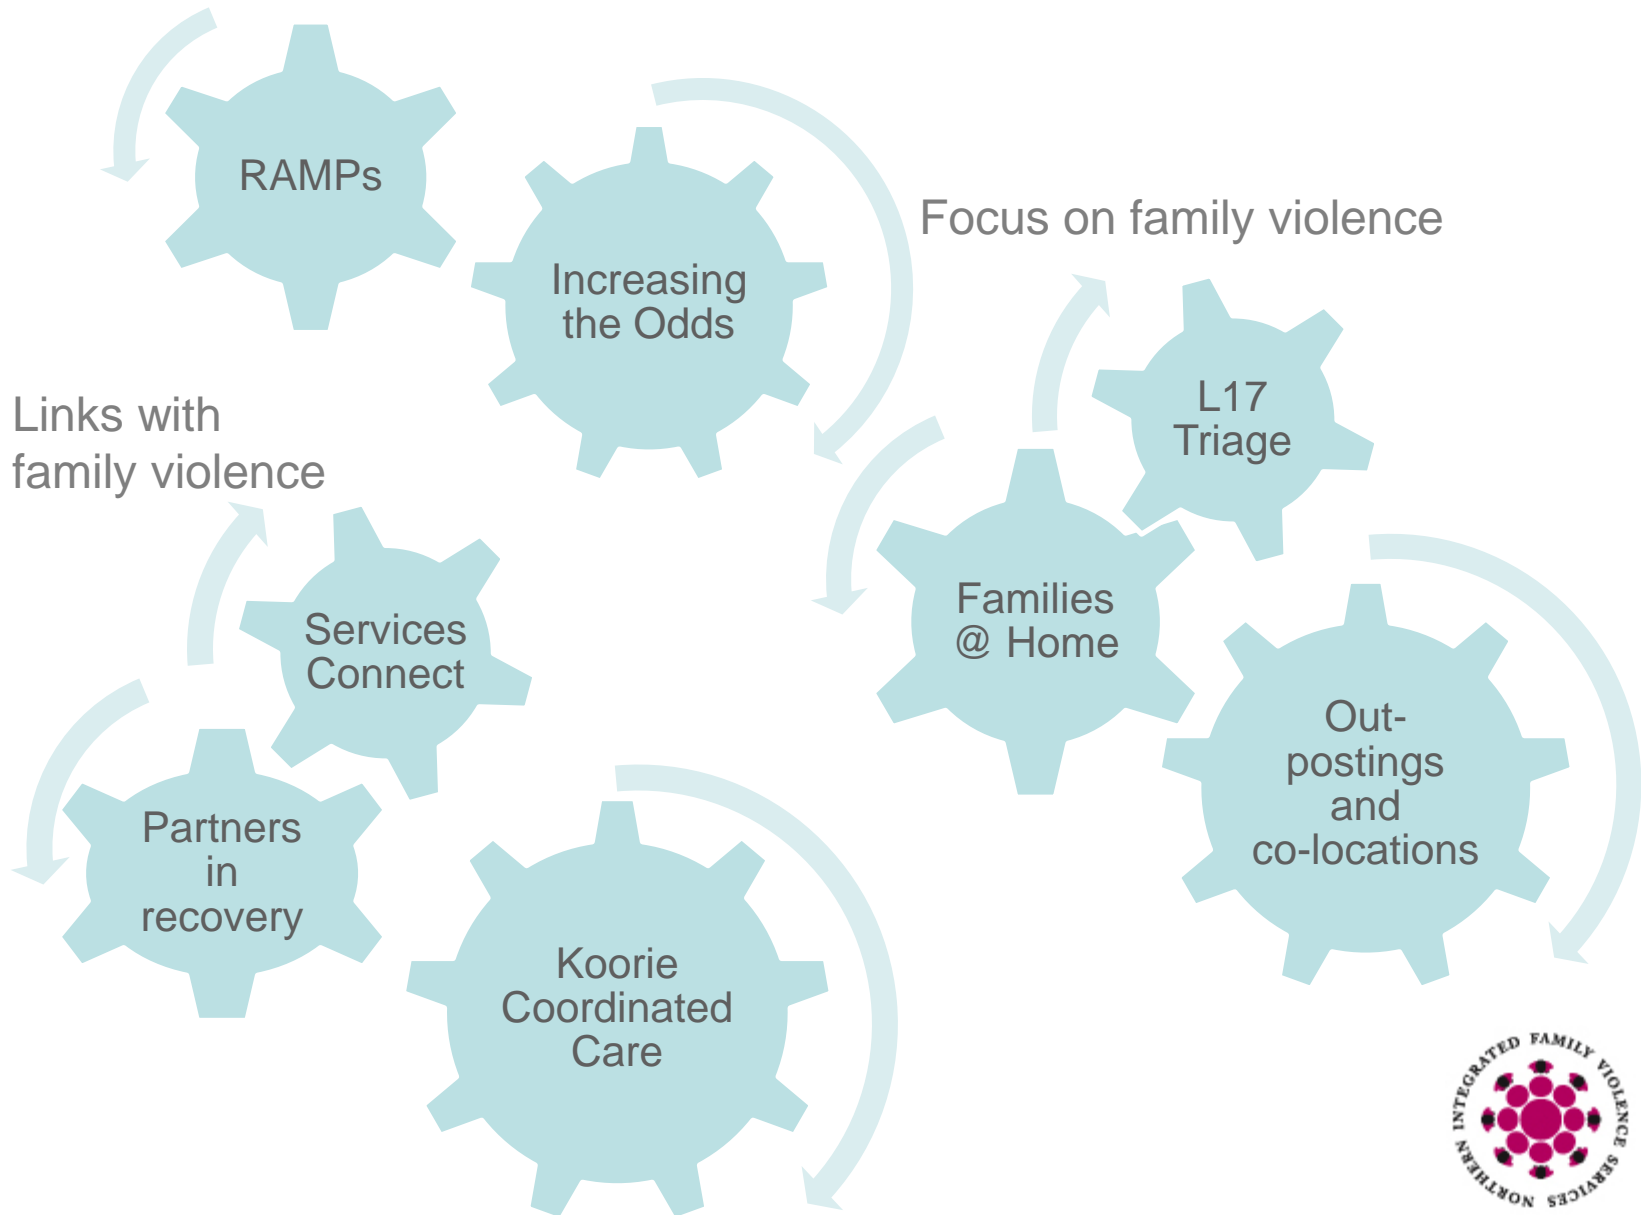 RAMPs
Increasing
the Odds
Focus on family violence
L17
Triage
Families
@ Home
Out-
postings
and
co-locations
Links with
family violence
Services
Connect
Partners
in
recovery
Koorie
Coordinated
Care
NORTHERN INTEGRATED FAMILY VIOLENCE SERVICES